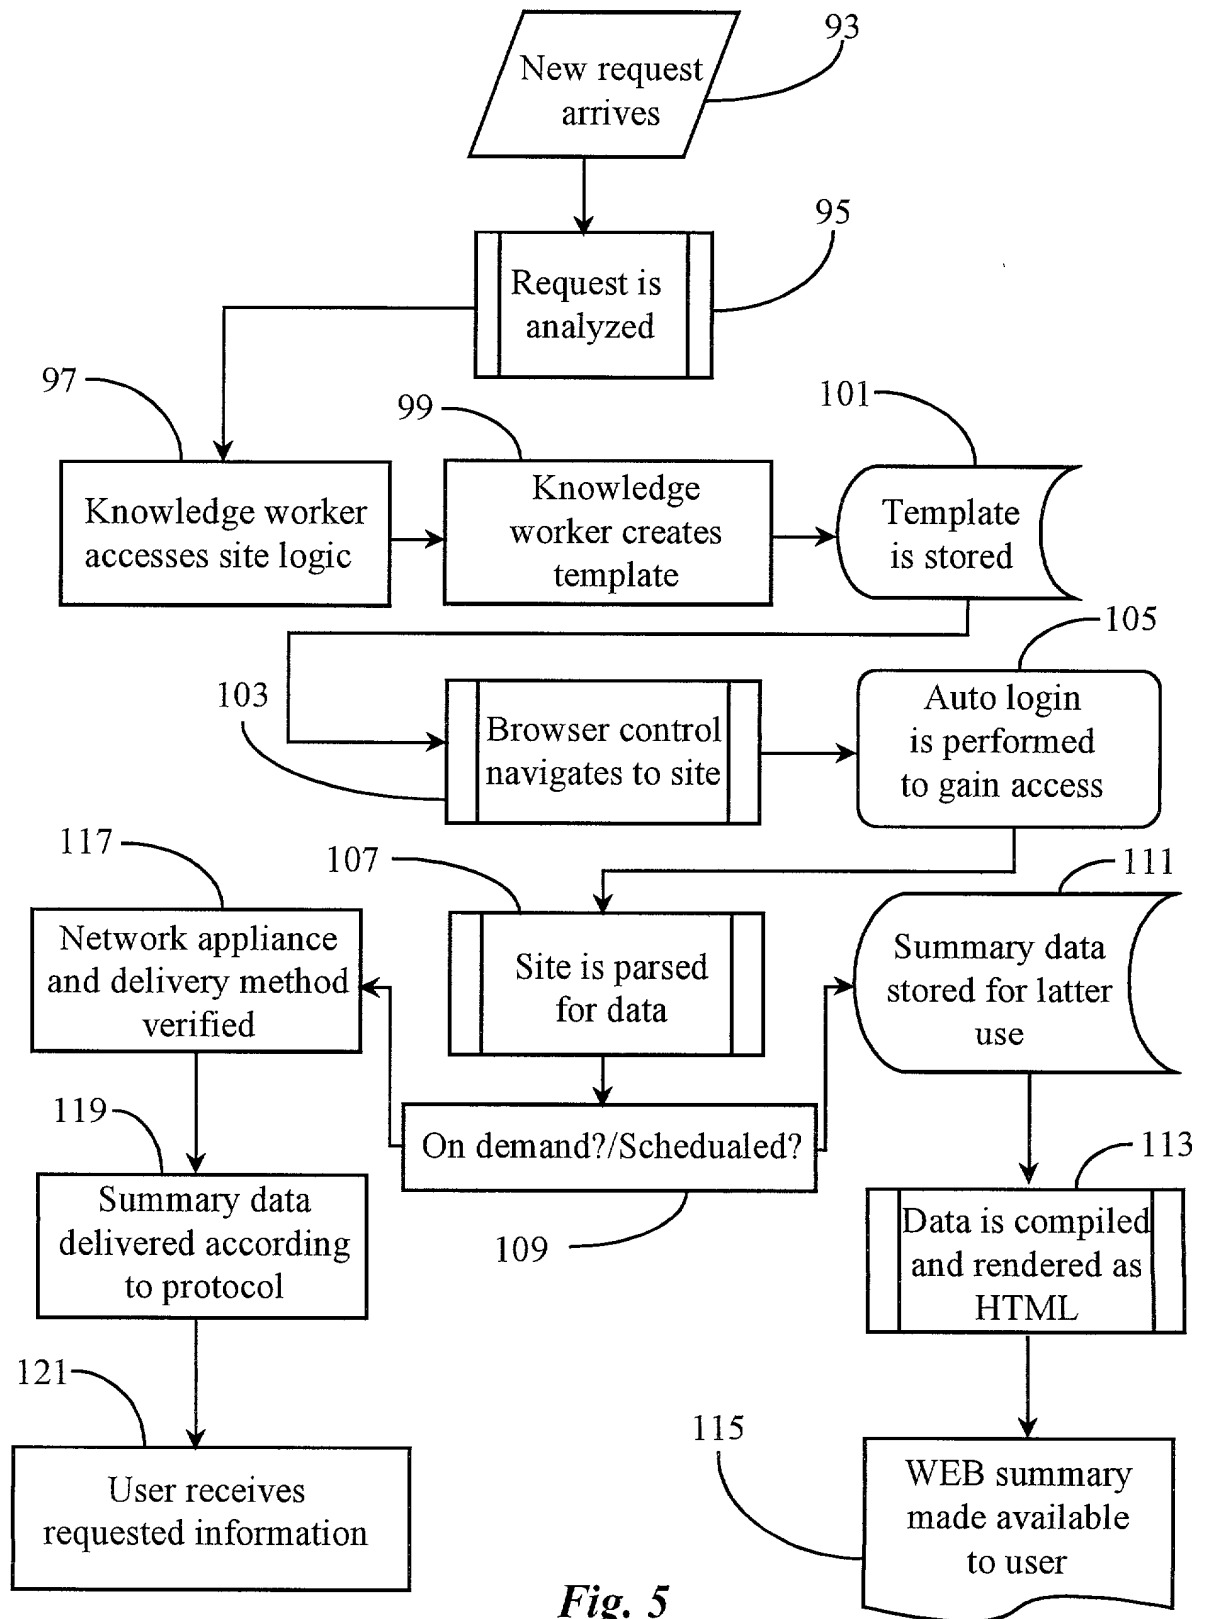 93
New request
arrives
95
Request is
analyzed
97
Knowledge worker
accesses site logic
99
Knowledge
worker creates
template
101
Template
is stored
103
Browser control
navigates to site
105
Auto login
is performed
to gain access
107
Site is parsed
for data
109
On demand?/Schedualed?
111
Summary data
stored for latter
use
113
Data is compiled
and rendered as
HTML
115
WEB summary
made available
to user
117
Network appliance
and delivery method
verified
119
Summary data
delivered according
to protocol
121
User receives
requested information
Fig. 5